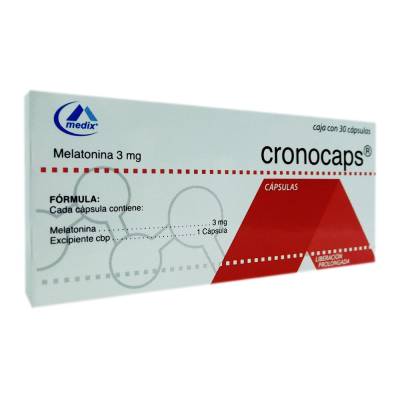 medix®
caja con 30 cápsulas
Melatonina 3 mg
cronocaps®
CÁPSULAS
FÓRMULA:
Cada cápsula contiene:
Melatonina .................... 3 mg
Excipiente cbp .................... 1 Cápsula
LIBERACIÓN
PROLONGADA